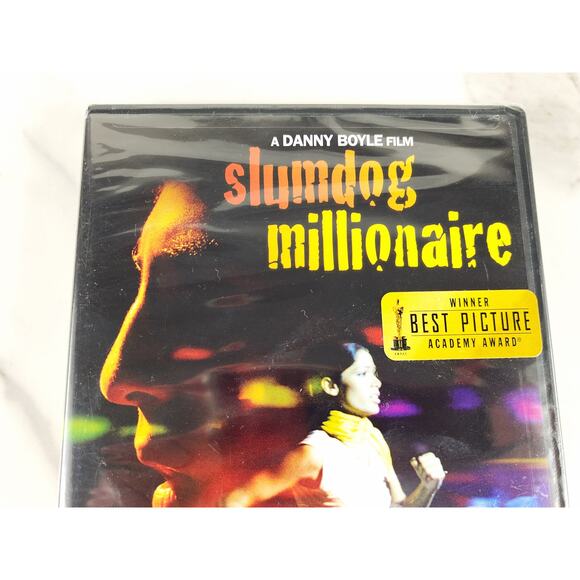 A DANNY BOYLE FILM
slumdog
millionaire
WINNER
BEST PICTURE
ACADEMY AWARD®